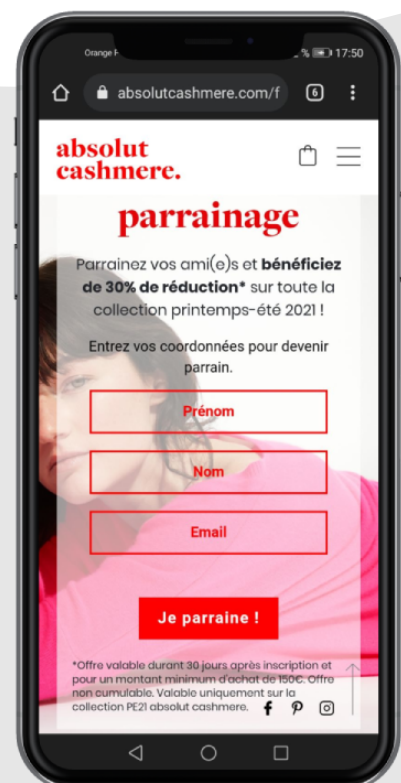 Orange F
% 17:50
absolutcashmere.com/f 6
absolut
cashmere.
parrainage
Parrainez vos ami(e)s et bénéficiez
de 30% de réduction* sur toute la
collection printemps-été 2021 !
Entrez vos coordonnées pour devenir
parrain.
Prénom
Nom
Email
Je parraine !
*Offre valable durant 30 jours après inscription et
pour un montant minimum d'achat de 150€. Offre
non cumulable. Valable uniquement sur la
collection PE21 absolut cashmere.